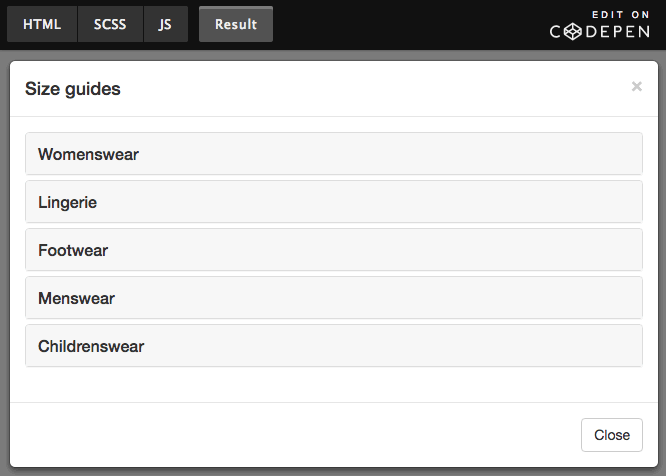 HTML SCSS JS Result
EDIT ON
CODEPEN
Size guides
×
Womenswear
Lingerie
Footwear
Menswear
Childrenswear
Close